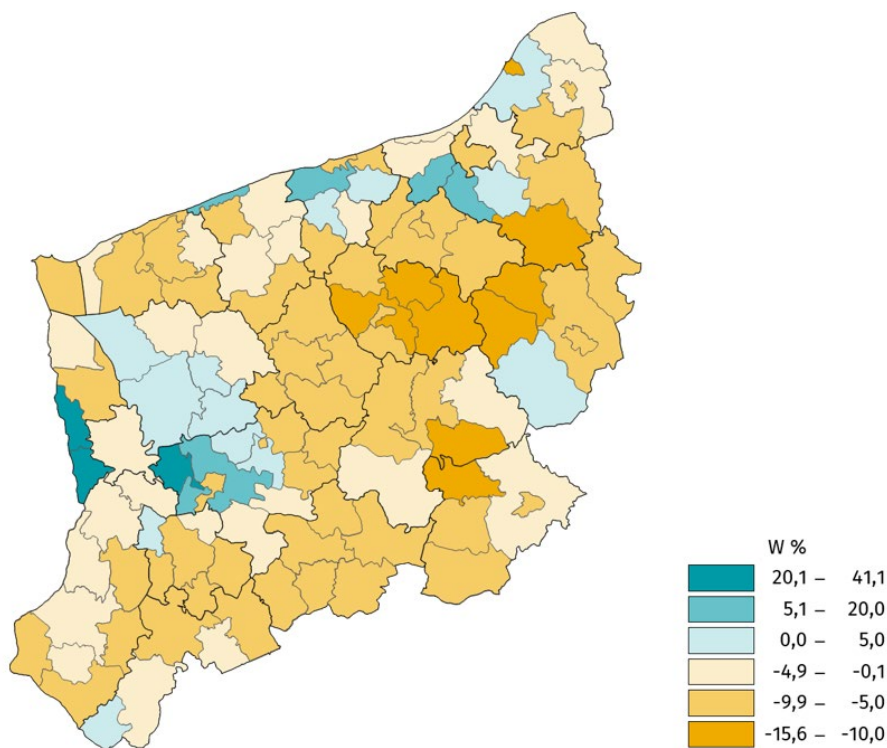 W %
20,1 – 41,1
5,1 – 20,0
0,0 – 5,0
-4,9 – -0,1
-9,9 – -5,0
-15,6 – -10,0